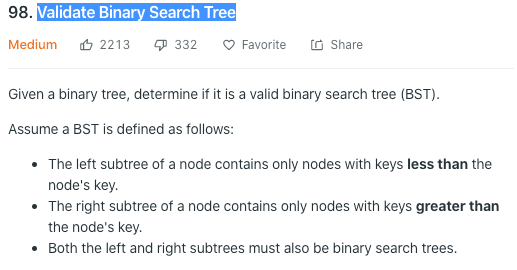 98. Validate Binary Search Tree
Medium 2213 332 Favorite Share
Given a binary tree, determine if it is a valid binary search tree (BST).
Assume a BST is defined as follows:
• The left subtree of a node contains only nodes with keys less than the
node's key.
• The right subtree of a node contains only nodes with keys greater than
the node's key.
• Both the left and right subtrees must also be binary search trees.